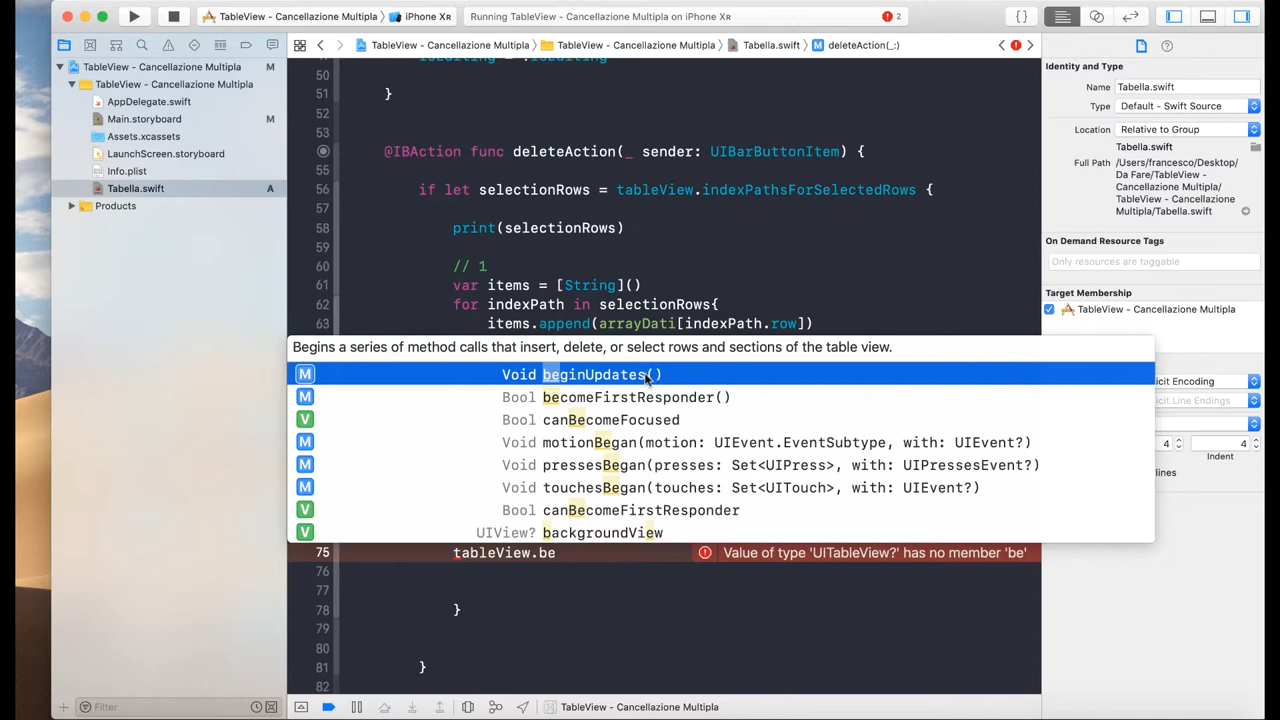 TableView - Cancellazione Multipla
iPhone Xʀ
Running TableView - Cancellazione Multipla on iPhone Xʀ
2
TableView - Cancellazione Multipla
TableView - Cancellazione Multipla
Tabella.swift
M deleteAction(_:)
TableView - Cancellazione Multipla M
TableView - Cancellazione Multipla
AppDelegate.swift
Main.storyboard M
Assets.xcassets
LaunchScreen.storyboard
Info.plist
Tabella.swift A
Products
Filter
50
51 }
52
53
@IBAction func deleteAction(_ sender: UIBarButtonItem) {
55
56 if let selectionRows = tableView.indexPathsForSelectedRows {
57
58 print(selectionRows)
59
60 // 1
61 var items = [String]()
62 for indexPath in selectionRows{
63 items.append(arrayDati[indexPath.row])
Begins a series of method calls that insert, delete, or select rows and sections of the table view.
M Void beginUpdates()
M Bool becomeFirstResponder()
V Bool canBecomeFocused
M Void motionBegan(motion: UIEvent.EventSubtype, with: UIEvent?)
M Void pressesBegan(presses: Set<UIPress>, with: UIPressesEvent?)
M Void touchesBegan(touches: Set<UITouch>, with: UIEvent?)
V Bool canBecomeFirstResponder
V UIView? backgroundView
75 tableView.be Value of type 'UITableView?' has no member 'be'
76
77
78 }
79
80
81 }
82
TableView - Cancellazione Multipla
Identity and Type
Name Tabella.swift
Type Default - Swift Source
Location Relative to Group
Tabella.swift
Full Path /Users/francesco/Desktop/
Da Fare/TableView -
Cancellazione Multipla/
TableView - Cancellazione
Multipla/Tabella.swift
On Demand Resource Tags
Only resources are taggable
Target Membership
TableView - Cancellazione Multipla
icit Encoding
icit Line Endings
4 4
Indent
lines